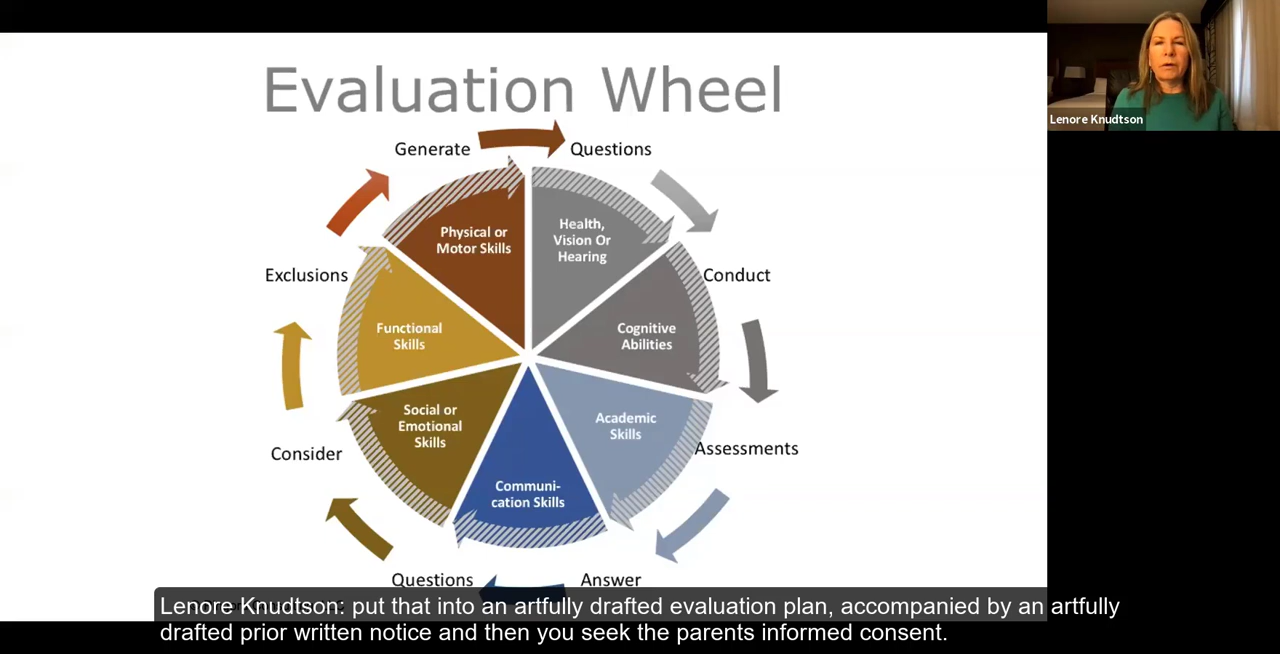 Evaluation Wheel
Lenore Knudtson
Generate
Questions
Physical or
Motor Skills
Health,
Vision Or
Hearing
Exclusions
Conduct
Functional
Skills
Cognitive
Abilities
Social or
Emotional
Skills
Academic
Skills
Consider
Assessments
Communi-
cation Skills
Questions
Answer
Lenore Knudtson: put that into an artfully drafted evaluation plan, accompanied by an artfully
drafted prior written notice and then you seek the parents informed consent.